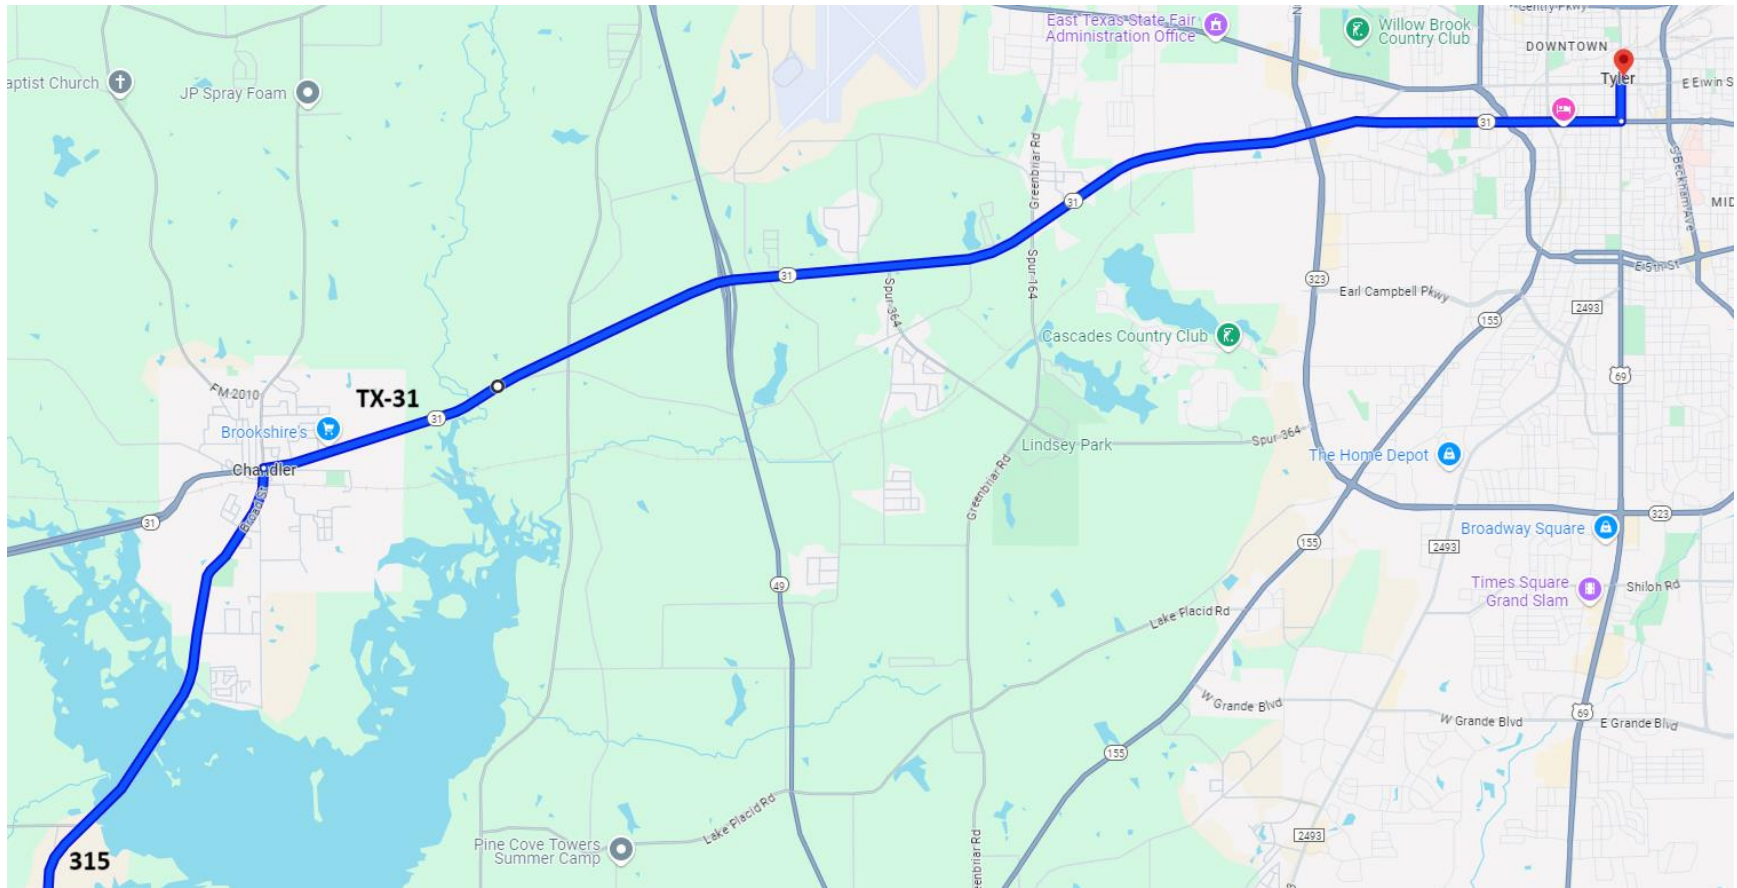 Gentry Pkwy
East Texas State Fair
Administration Office
Willow Brook
Country Club
DOWNTOWN
Tyler
E Erwin S
aptist Church
JP Spray Foam
31
Greenbriar Rd
S Beckham Ave
31
MID
31
Spur 164
E 5th St
323
Earl Campbell Pkwy
2493
Spur 364
155
Cascades Country Club
69
FM 2010
TX-31
31
Brookshire's
Lindsey Park
Spur 364
The Home Depot
Chandler
Broad St
Greenbriar Rd
31
323
Broadway Square
155
2493
49
Times Square
Grand Slam
Shiloh Rd
Lake Placid Rd
W Grande Blvd
69
W Grande Blvd
E Grande Blvd
155
Lake Placid Rd
2493
Pine Cove Towers
Summer Camp
315
enbriar Rd